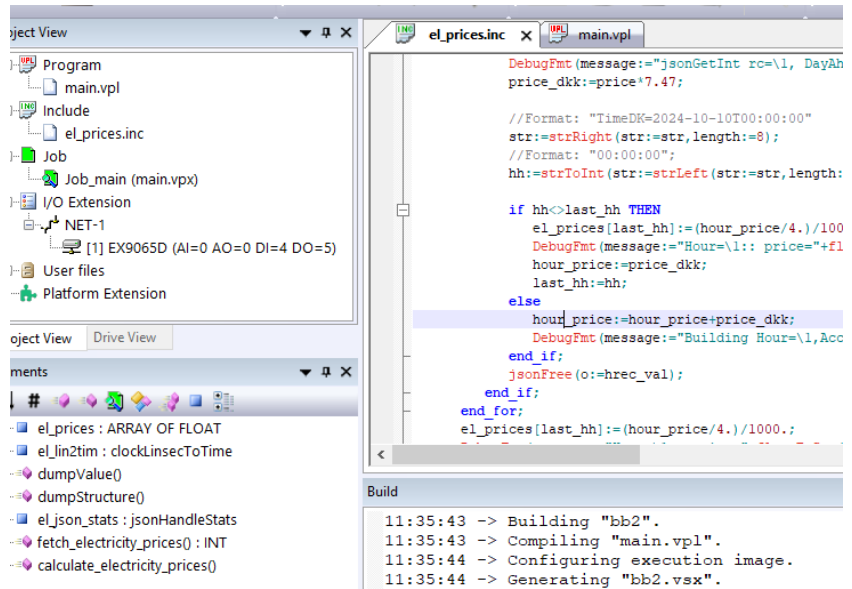 oject View
Program
main.vpl
Include
el_prices.inc
Job
Job_main (main.vpx)
I/O Extension
NET-1
[1] EX9065D (AI=0 AO=0 DI=4 DO=5)
User files
Platform Extension
oject View Drive View
ments
#
el_prices : ARRAY OF FLOAT
el_lin2tim : clockLinsecToTime
dumpValue()
dumpStructure()
el_json_stats : jsonHandleStats
fetch_electricity_prices() : INT
calculate_electricity_prices()
INC el_prices.inc X VPL main.vpl
DebugFmt(message:="jsonGetInt rc=\1, DayAh
price_dkk:=price*7.47;
//Format: "TimeDK=2024-10-10T00:00:00"
str:=strRight(str:=str,length:=8);
//Format: "00:00:00";
hh:=strToInt(str:=strLeft(str:=str,length:
if hh<>last_hh THEN
el_prices[last_hh]:=(hour_price/4.)/100
DebugFmt(message:="Hour=\1:: price="+fl
hour_price:=price_dkk;
last_hh:=hh;
else
hour_price:=hour_price+price_dkk;
DebugFmt(message:="Building Hour=\1,Acc
end_if;
jsonFree(o:=hrec_val);
end_if;
end_for;
el_prices[last_hh]:=(hour_price/4.)/1000.;
Build
11:35:43 -> Building "bb2".
11:35:43 -> Compiling "main.vpl".
11:35:44 -> Configuring execution image.
11:35:44 -> Generating "bb2.vsx".